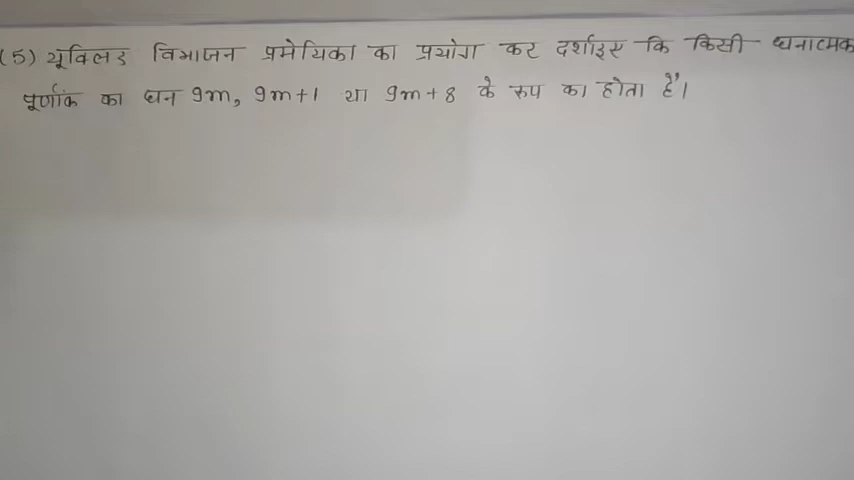 (5) यूक्लिड विभाजन प्रमेयिका का प्रयोग कर दर्शाइए कि किसी धनात्मक
पूर्णांक का घन 9m, 9m+1 या 9m+8 के रूप का होता है।